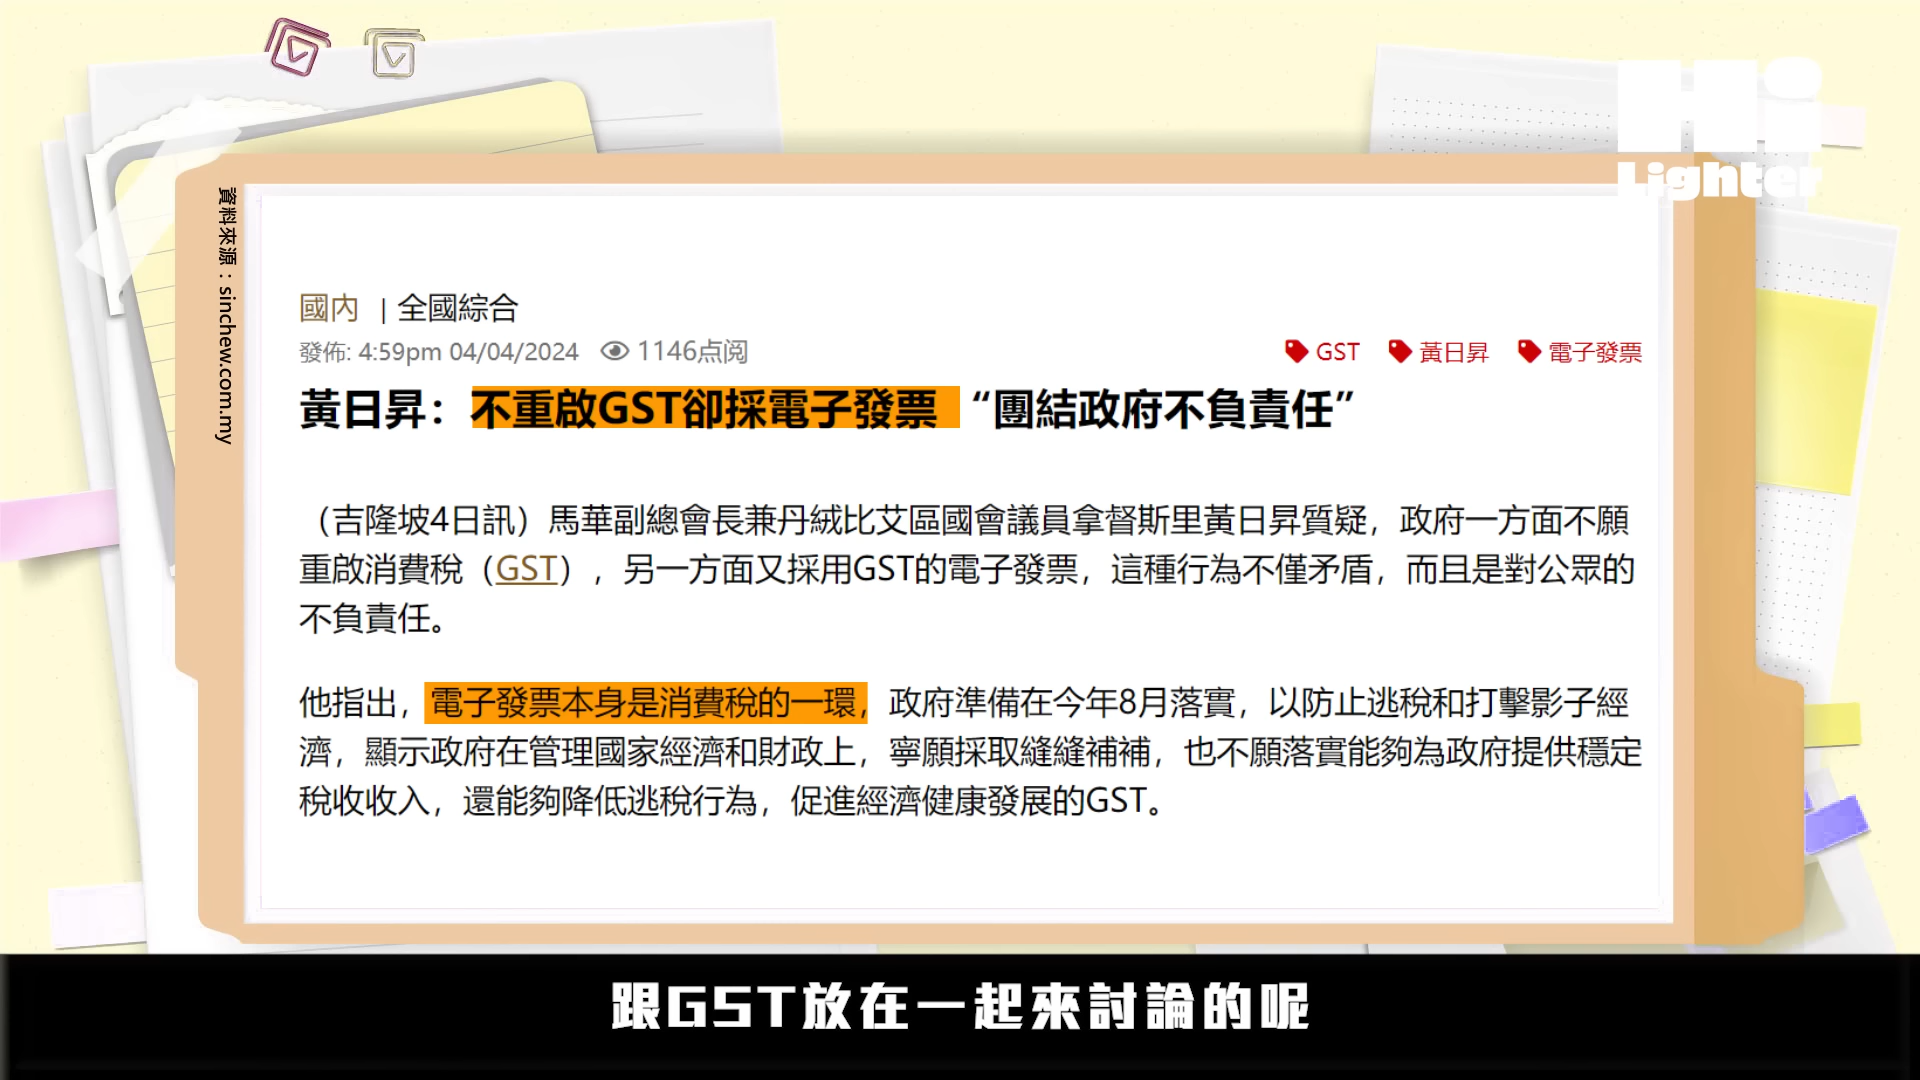 Hi
Lighter
資料來源：sinchew.com.my
國內 | 全國綜合
發佈: 4:59pm 04/04/2024 1146点阅
GST 黃日昇 電子發票
黃日昇：不重啟GST卻採電子發票 “團結政府不負責任”
（吉隆坡4日訊）馬華副總會長兼丹絨比艾區國會議員拿督斯里黃日昇質疑，政府一方面不願
重啟消費稅（GST），另一方面又採用GST的電子發票，這種行為不僅矛盾，而且是對公眾的
不負責任。
他指出，電子發票本身是消費稅的一環，政府準備在今年8月落實，以防止逃稅和打擊影子經
濟，顯示政府在管理國家經濟和財政上，寧願採取縫縫補補，也不願落實能夠為政府提供穩定
稅收收入，還能夠降低逃稅行為，促進經濟健康發展的GST。
跟GST放在一起來討論的呢